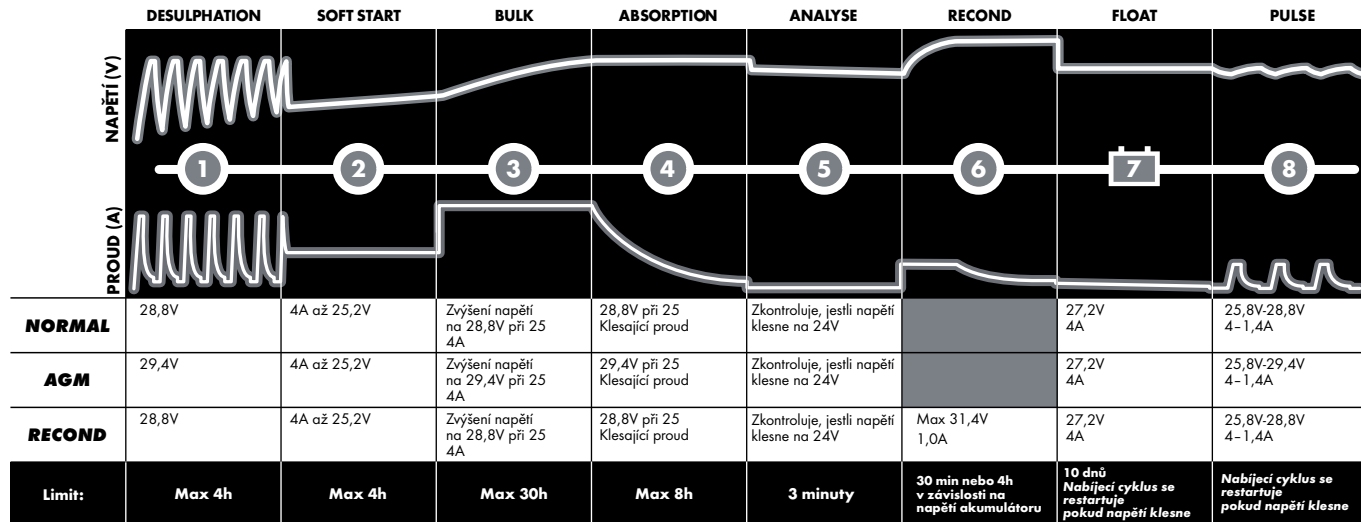 DESULPHATION SOFT START BULK ABSORPTION ANALYSE RECOND FLOAT PULSE
NAPĚTÍ (V)
1 2 3 4 5 6 7 8
PROUD (A)
NORMAL
28,8V
4A až 25,2V
Zvýšení napětí
na 28,8V při 25
4A
28,8V při 25
Klesající proud
Zkontroluje, jestli napětí
klesne na 24V
27,2V
4A
25,8V-28,8V
4–1,4A
AGM
29,4V
4A až 25,2V
Zvýšení napětí
na 29,4V při 25
4A
29,4V při 25
Klesající proud
Zkontroluje, jestli napětí
klesne na 24V
27,2V
4A
25,8V-29,4V
4–1,4A
RECOND
28,8V
4A až 25,2V
Zvýšení napětí
na 28,8V při 25
4A
28,8V při 25
Klesající proud
Zkontroluje, jestli napětí
klesne na 24V
Max 31,4V
1,0A
27,2V
4A
25,8V-28,8V
4–1,4A
Limit:
Max 4h
Max 4h
Max 30h
Max 8h
3 minuty
30 min nebo 4h
v závislosti na
napětí akumulátoru
10 dnů
Nabíjecí cyklus se
restartuje
pokud napětí klesne
Nabíjecí cyklus se
restartuje
pokud napětí klesne